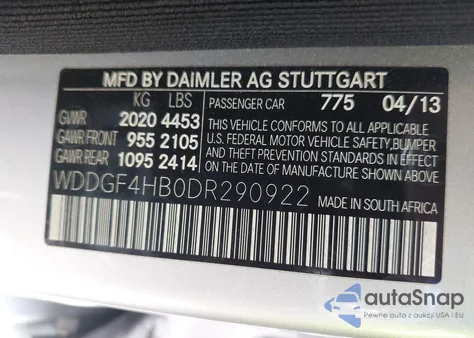 MFD BY DAIMLER AG STUTTGART
KG LBS PASSENGER CAR 775 04/13
GVWR 2020 4453 THIS VEHICLE CONFORMS TO ALL APPLICABLE
GAWR FRONT 955 2105 U.S. FEDERAL MOTOR VEHICLE SAFETY, BUMPER,
GAWR REAR 1095 2414 AND THEFT PREVENTION STANDARDS IN EFFECT
ON THE DATE OF MANUFACTURE SHOWN ABOVE.
WDDGF4HB0DR290922 MADE IN SOUTH AFRICA
autoSnap
Pewne auta z aukcji USA i EU